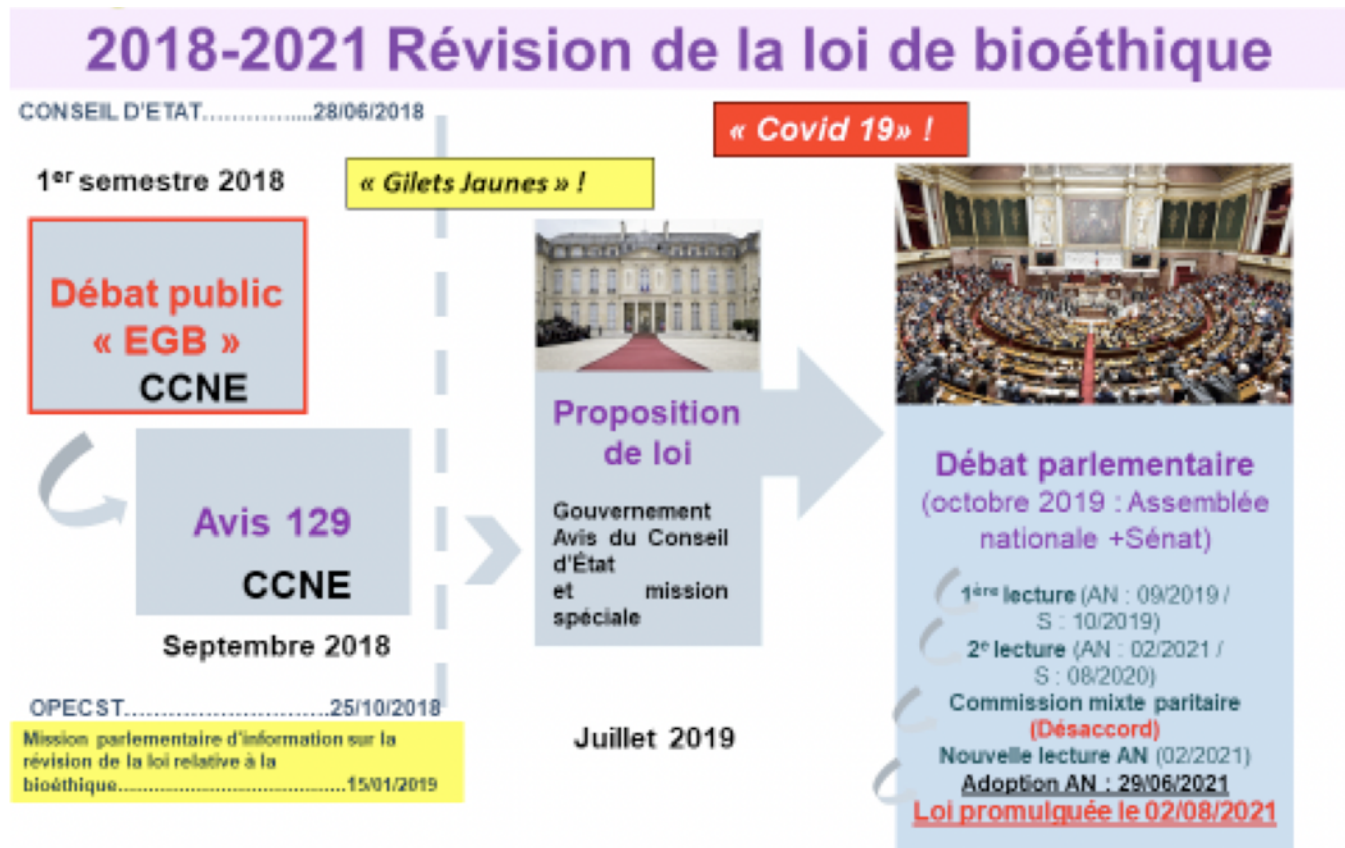 2018-2021 Révision de la loi de bioéthique
CONSEIL D'ETAT..................28/06/2018
« Covid 19» !
1er semestre 2018
« Gilets Jaunes » !
Débat public
« EGB »
CCNE
Avis 129
CCNE
Septembre 2018
OPECST..............................25/10/2018
Mission parlementaire d'information sur la
révision de la loi relative à la
bioéthique............................................15/01/2019
Proposition
de loi
Gouvernement
Avis du Conseil
d'État
et mission
spéciale
Juillet 2019
Débat parlementaire
(octobre 2019 : Assemblée
nationale +Sénat)
1ère lecture (AN : 09/2019 /
S : 10/2019)
2e lecture (AN : 02/2021 /
S : 08/2020)
Commission mixte paritaire
(Désaccord)
Nouvelle lecture AN (02/2021)
Adoption AN : 29/06/2021
Loi promulguée le 02/08/2021